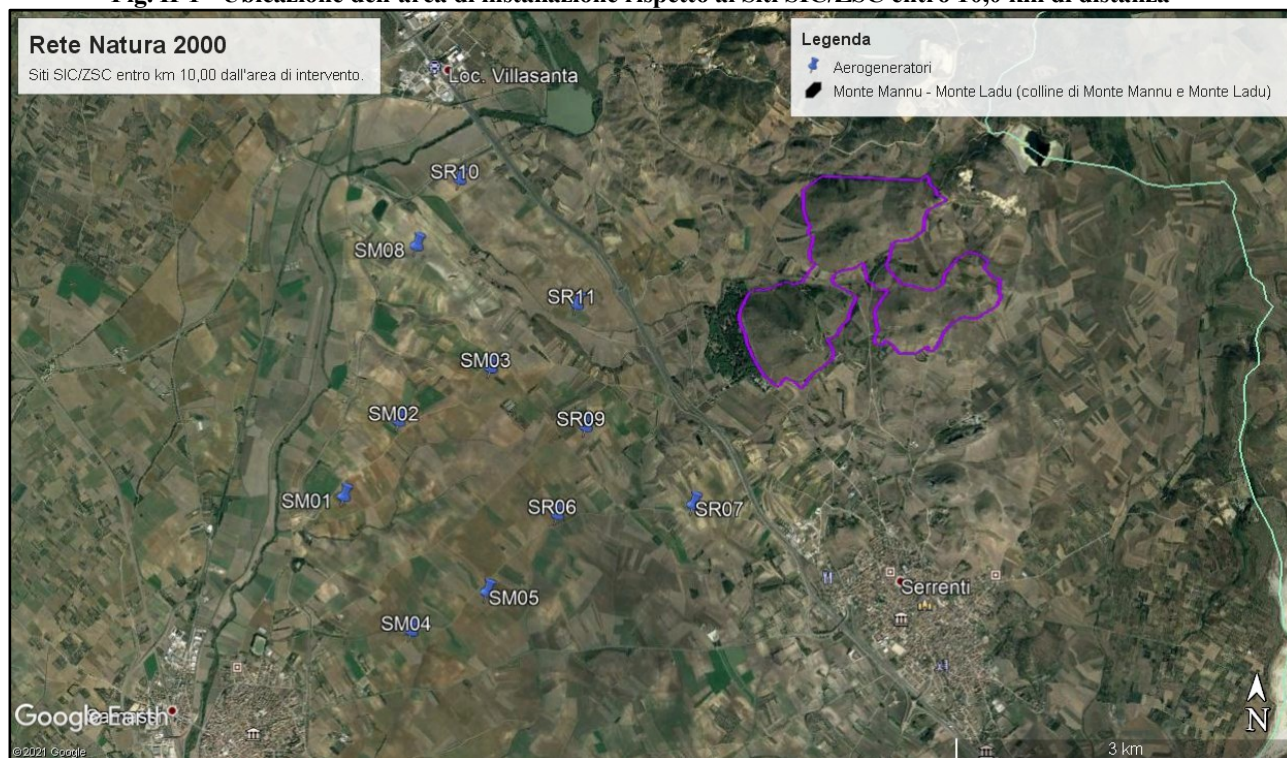 Fig. II-1 – Ubicazione dell'area di installazione rispetto ai Siti SIC/ZSC entro 10,0 km di distanza
Rete Natura 2000
Siti SIC/ZSC entro km 10,00 dall'area di intervento.
Legenda
Aerogeneratori
Monte Mannu - Monte Ladu (colline di Monte Mannu e Monte Ladu)
Loc. Villasanta
SR10
SM08
SR11
SM03
SM02
SR09
SM01
SR06
SR07
SM05
Serrenti
SM04
Google Earth
N
©2021 Google
3 km